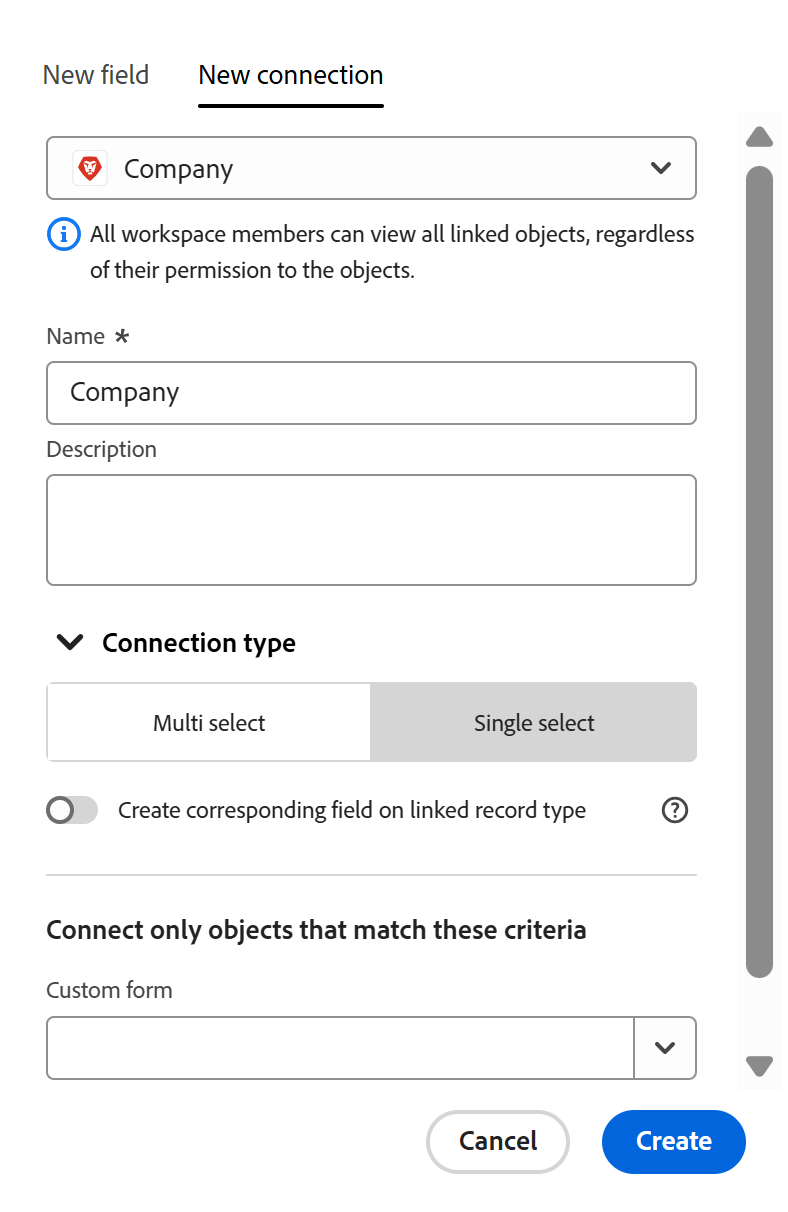 New field New connection
Company
All workspace members can view all linked objects, regardless
of their permission to the objects.
Name *
Company
Description
Connection type
Multi select Single select
Create corresponding field on linked record type
Connect only objects that match these criteria
Custom form
Cancel Create